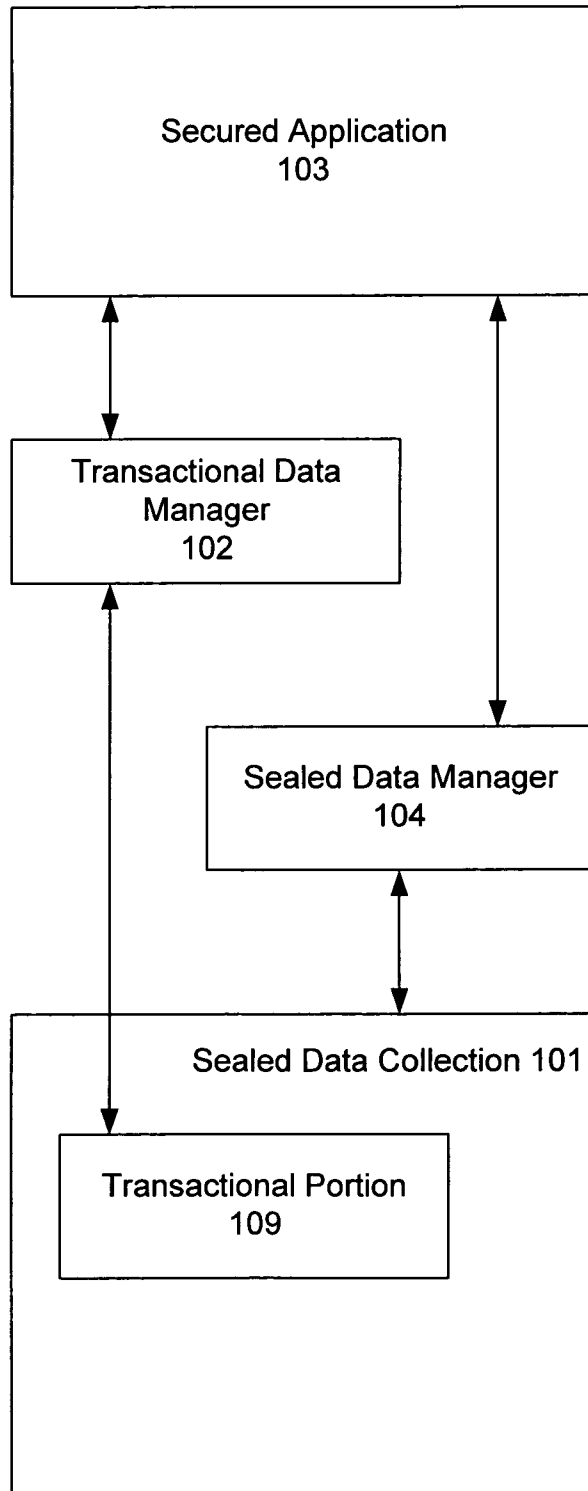 Secured Application
103
Transactional Data
Manager
102
Sealed Data Manager
104
Sealed Data Collection 101
Transactional Portion
109